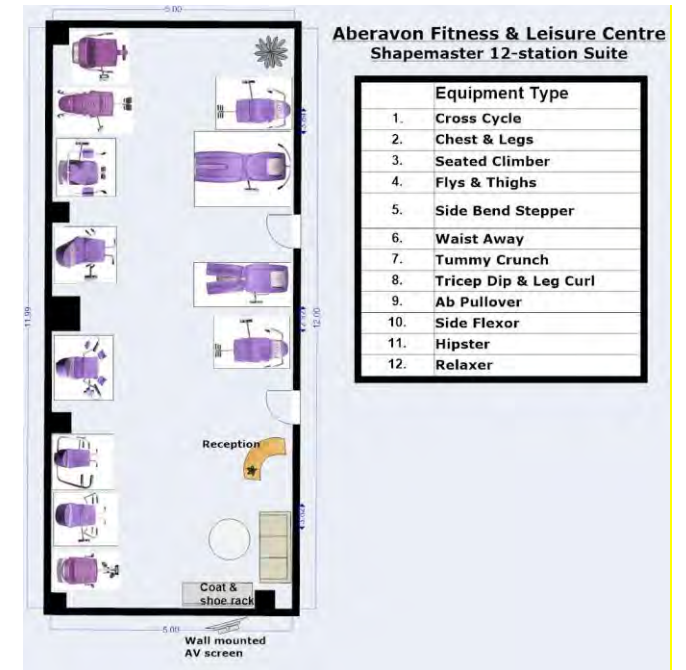 5.00
Aberavon Fitness & Leisure Centre
Shapemaster 12-station Suite
Equipment Type
1. Cross Cycle
2. Chest & Legs
3. Seated Climber
4. Flys & Thighs
5. Side Bend Stepper
6. Waist Away
7. Tummy Crunch
8. Tricep Dip & Leg Curl
9. Ab Pullover
10. Side Flexor
11. Hipster
12. Relaxer
11.99
12.00
Reception
Coat &
shoe rack
5.00
Wall mounted
AV screen